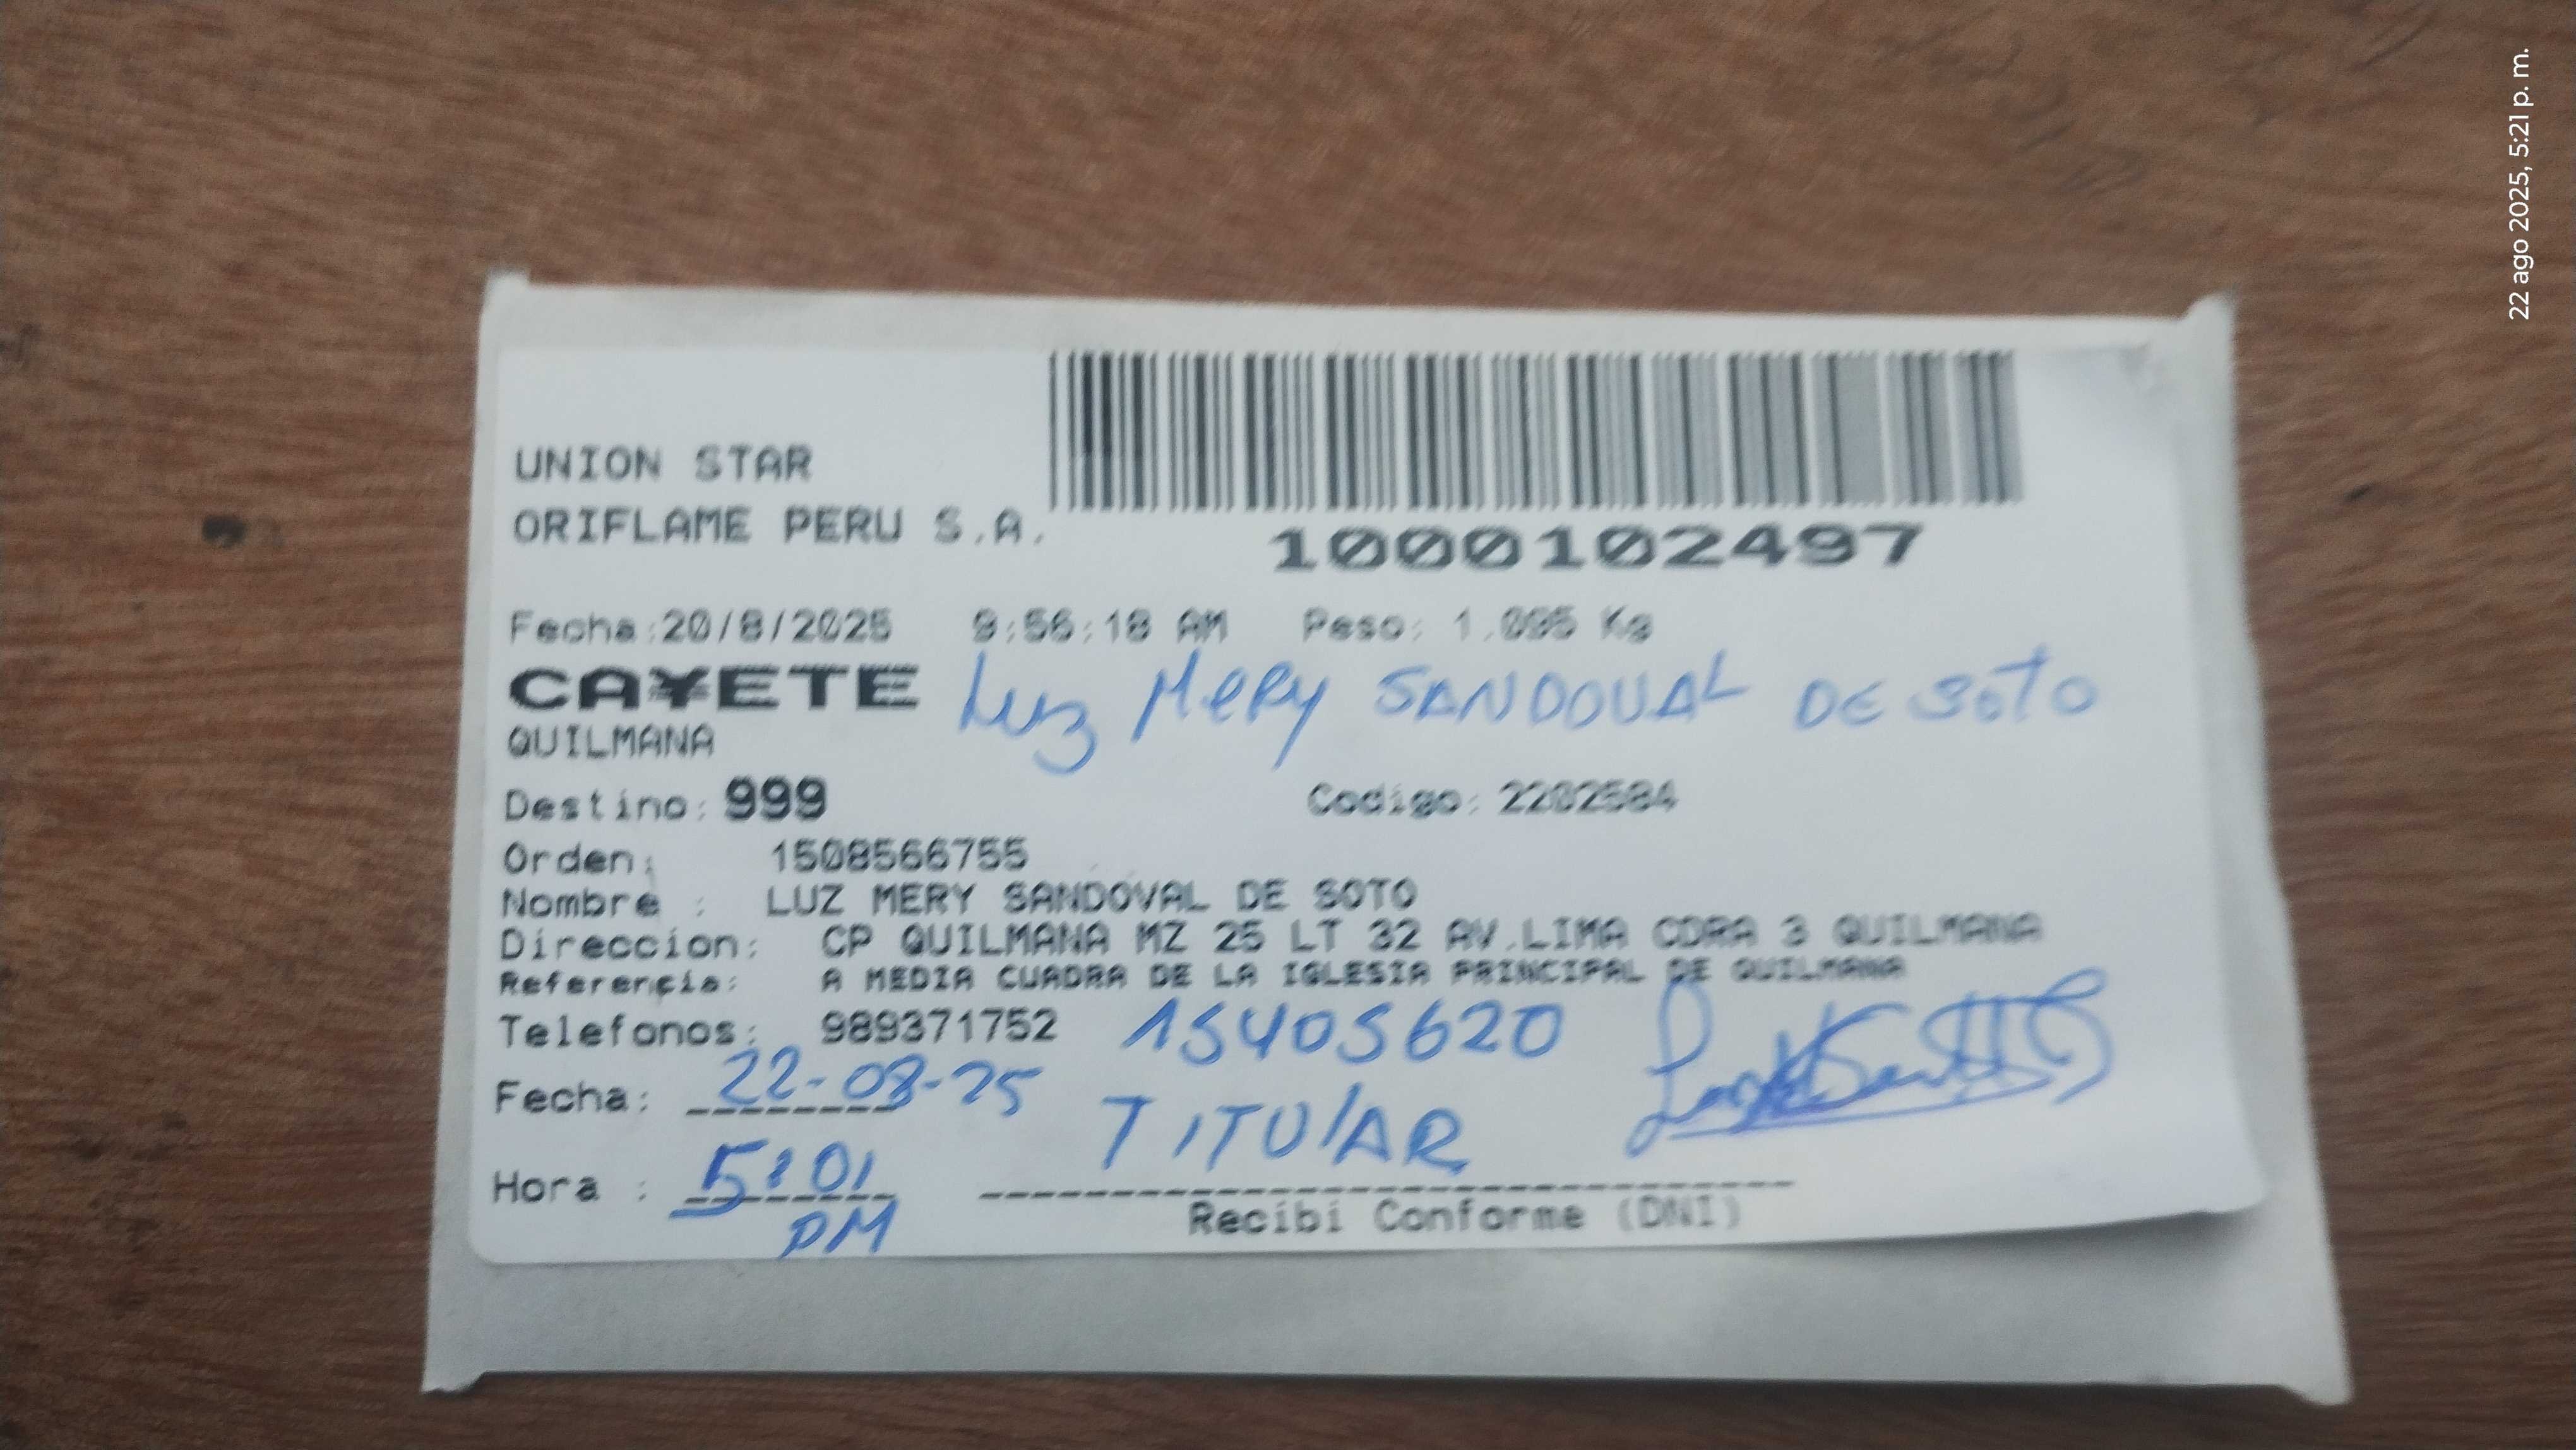 22 ago 2025, 5:21 p. m.
UNION STAR
ORIFLAME PERU S.A.
1000102497
Fecha:20/8/2025 9:56:18 AM Peso: 1.095 Kg
CA¥ETE
Luz Mery SANDOVAL DE SOTO
QUILMANA
Destino: 999 Codigo: 2202584
Orden: 1508566755
Nombre : LUZ MERY SANDOVAL DE SOTO
Direccion: CP QUILMANA MZ 25 LT 32 AV.LIMA CDRA 3 QUILMANA
Referencia: A MEDIA CUADRA DE LA IGLESIA PRINCIPAL DE QUILMANA
Telefonos: 989371752 15405620
Fecha: 22-08-25
TITULAR
Hora : 5:01 PM
Recibi Conforme (DNI)